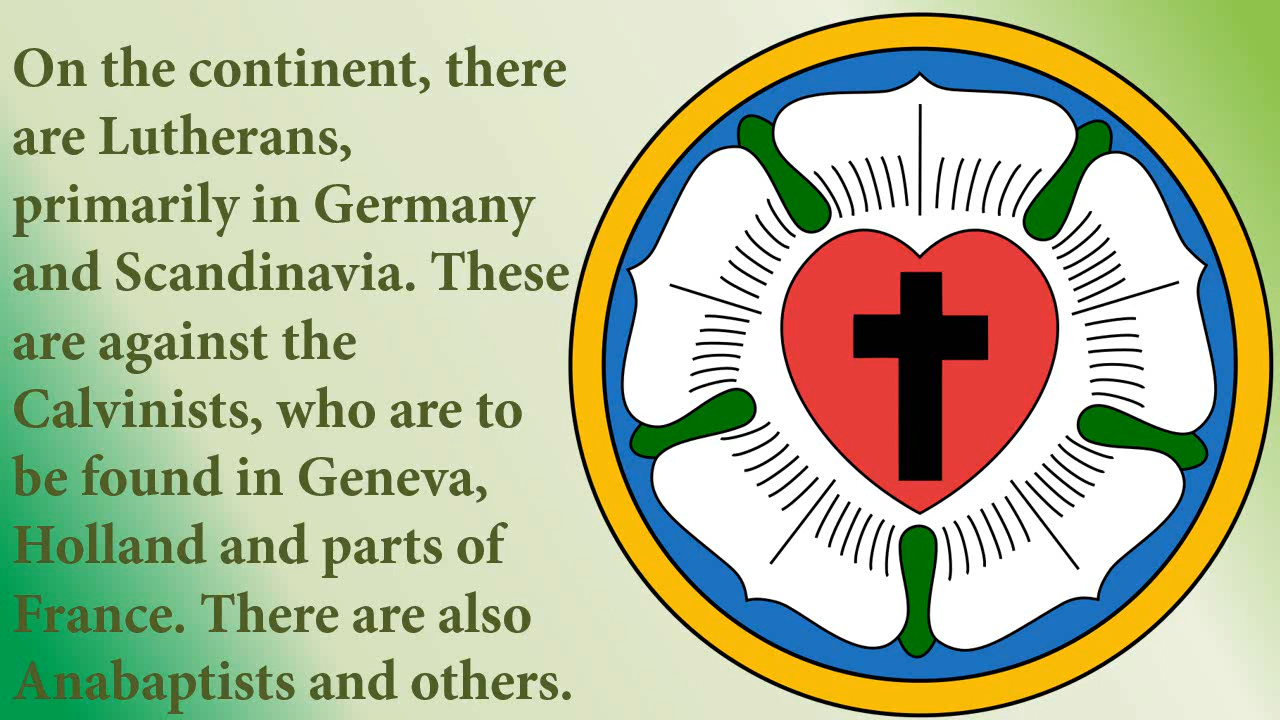 On the continent, there
are Lutherans,
primarily in Germany
and Scandinavia. These
are against the
Calvinists, who are to
be found in Geneva,
Holland and parts of
France. There are also
Anabaptists and others.